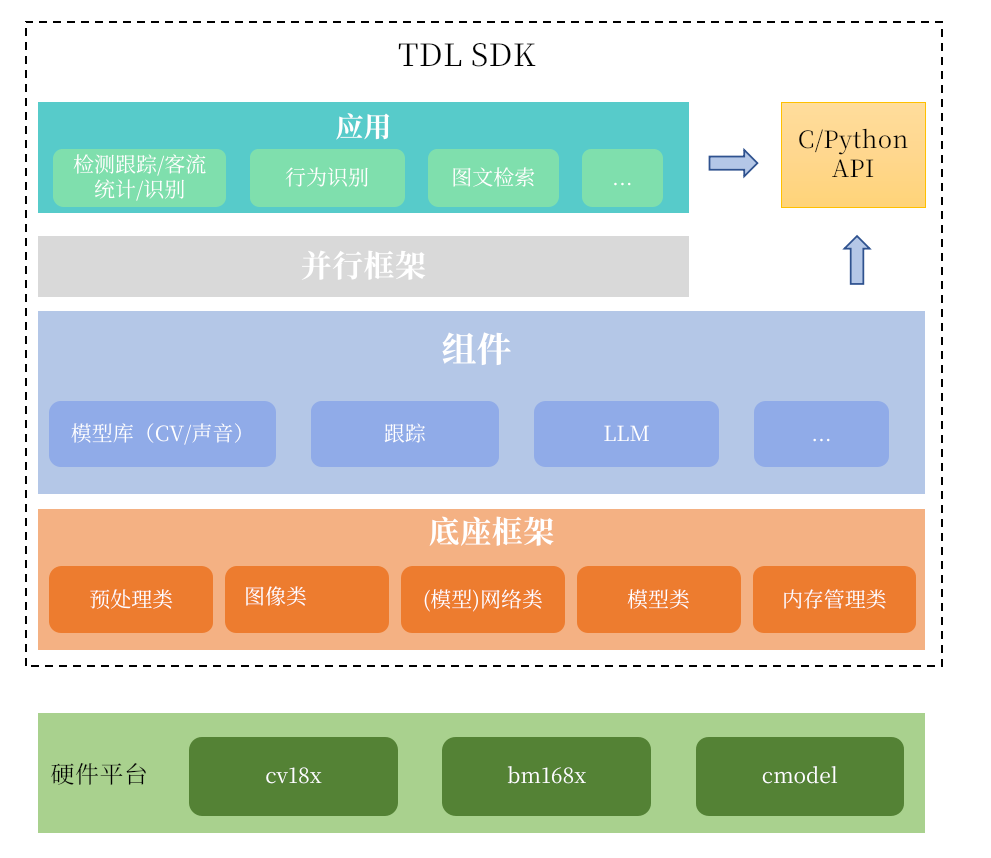 TDL SDK
应用
检测跟踪/客流
统计/识别
行为识别
图文检索
...
C/Python
API
并行框架
组件
模型库（CV/声音）
跟踪
LLM
...
底座框架
预处理类
图像类
(模型)网络类
模型类
内存管理类
硬件平台
cv18x
bm168x
cmodel